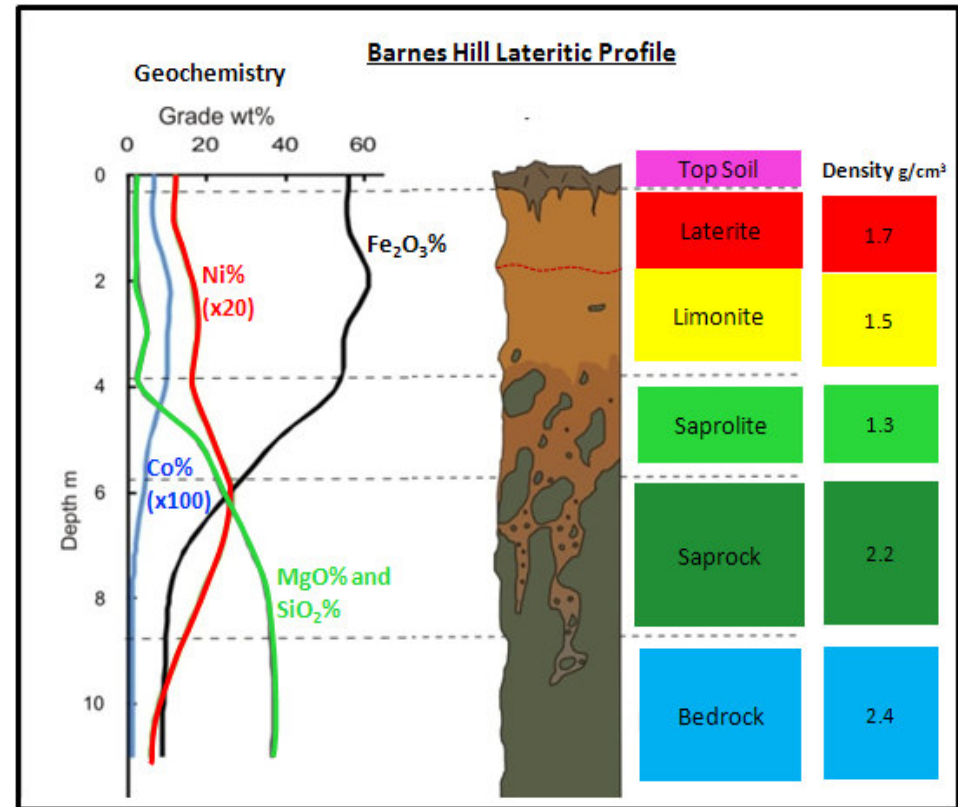 Barnes Hill Lateritic Profile
Geochemistry
Grade wt%
0 20 40 60
Depth m
0
2
4
6
8
10
Fe₂O₃%
Ni%
(x20)
Co%
(x100)
MgO% and
SiO₂%
Top Soil
Density g/cm³
Laterite
1.7
Limonite
1.5
Saprolite
1.3
Saprock
2.2
Bedrock
2.4